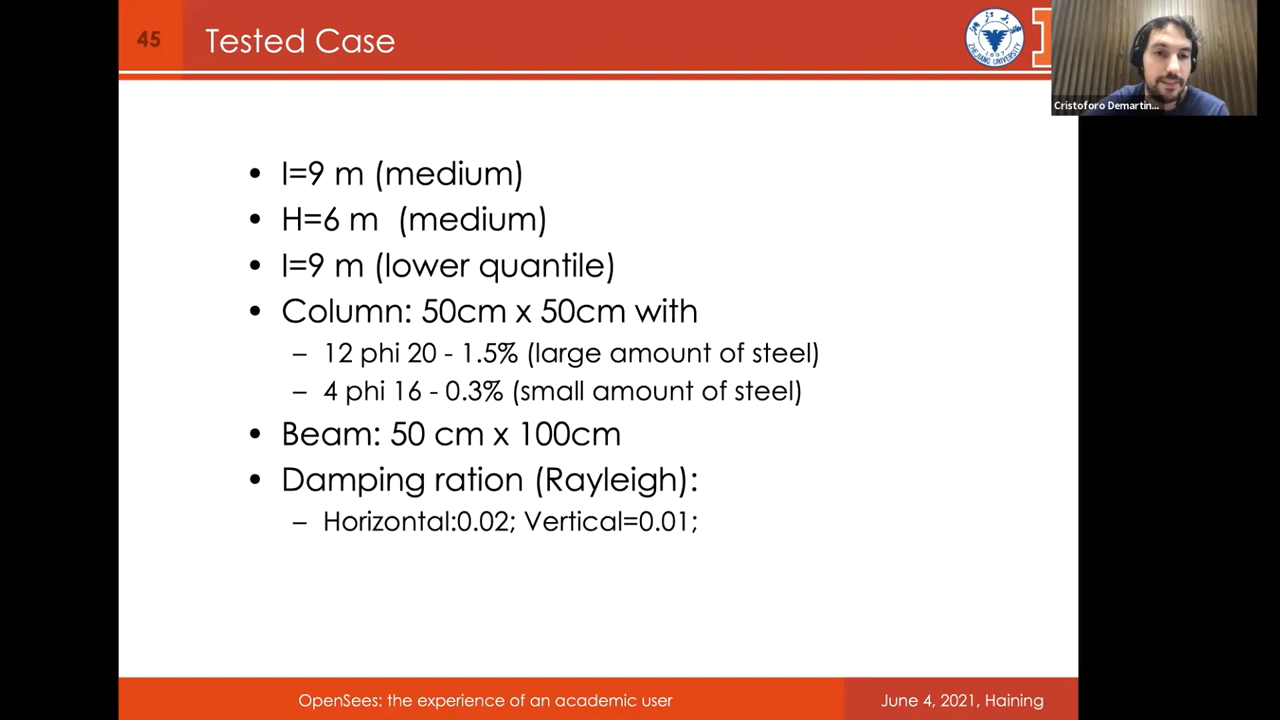 45
Tested Case
Cristoforo Demartin...
• l=9 m (medium)
• H=6 m (medium)
• l=9 m (lower quantile)
• Column: 50cm x 50cm with
– 12 phi 20 - 1.5% (large amount of steel)
– 4 phi 16 - 0.3% (small amount of steel)
• Beam: 50 cm x 100cm
• Damping ration (Rayleigh):
– Horizontal:0.02; Vertical=0.01;
OpenSees: the experience of an academic user
June 4, 2021, Haining
ZHEJIANG UNIVERSITY
1897